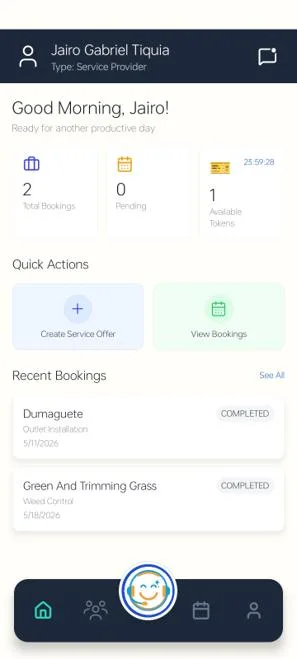 Jairo Gabriel Tiquia
Type: Service Provider
Good Morning, Jairo!
Ready for another productive day
2
Total Bookings
0
Pending
23:59:28
1
Available
Tokens
Quick Actions
Create Service Offer
View Bookings
Recent Bookings
See All
Dumaguete
COMPLETED
Outlet Installation
5/11/2026
Green And Trimming Grass
COMPLETED
Weed Control
5/18/2026